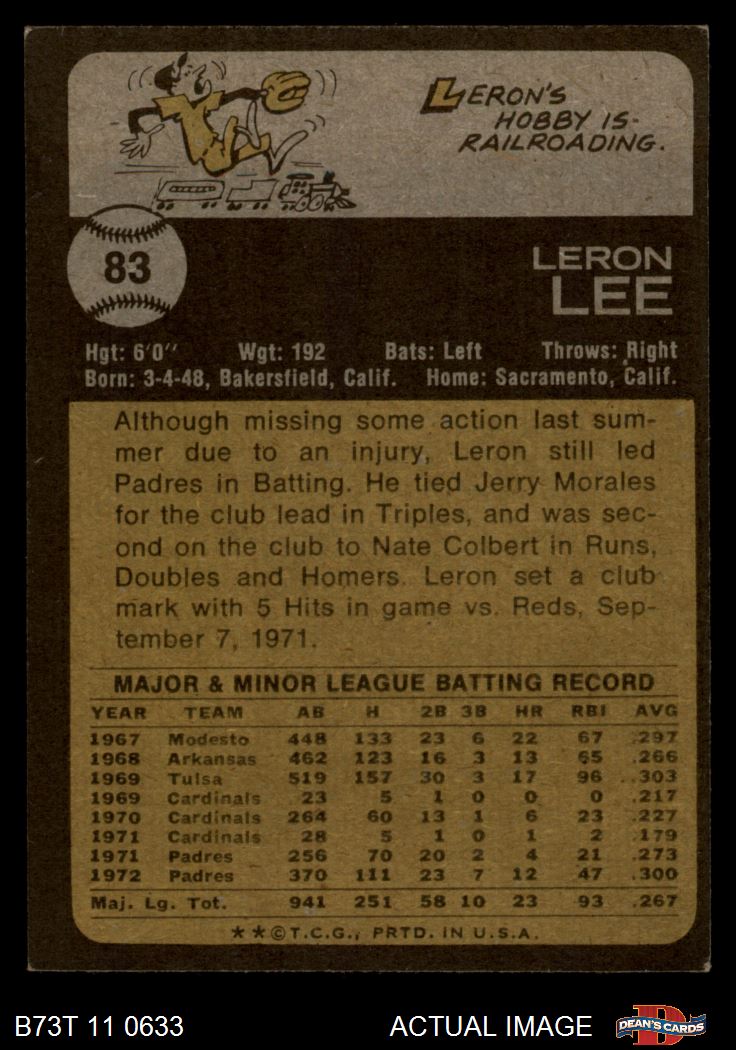 LERON'S
HOBBY IS
RAILROADING.
83
LERON
LEE
Hgt: 6'0" Wgt: 192 Bats: Left Throws: Right
Born: 3-4-48, Bakersfield, Calif. Home: Sacramento, Calif.
Although missing some action last sum-
mer due to an injury, Leron still led
Padres in Batting. He tied Jerry Morales
for the club lead in Triples, and was sec-
ond on the club to Nate Colbert in Runs,
Doubles and Homers. Leron set a club
mark with 5 Hits in game vs. Reds, Sep-
tember 7, 1971.
MAJOR & MINOR LEAGUE BATTING RECORD
YEAR TEAM AB H 2B 3B HR RBI AVG
1967 Modesto 448 133 23 6 22 67 .297
1968 Arkansas 462 123 16 3 13 65 .266
1969 Tulsa 519 157 30 3 17 96 .303
1969 Cardinals 23 5 1 0 0 0 .217
1970 Cardinals 264 60 13 1 6 23 .227
1971 Cardinals 28 5 1 0 1 2 .179
1971 Padres 256 70 20 2 4 21 .273
1972 Padres 370 111 23 7 12 47 .300
Maj. Lg. Tot. 941 251 58 10 23 93 .267
**©T.C.G., PRTD. IN U.S.A.
B73T 11 0633 ACTUAL IMAGE DEAN'S CARDS